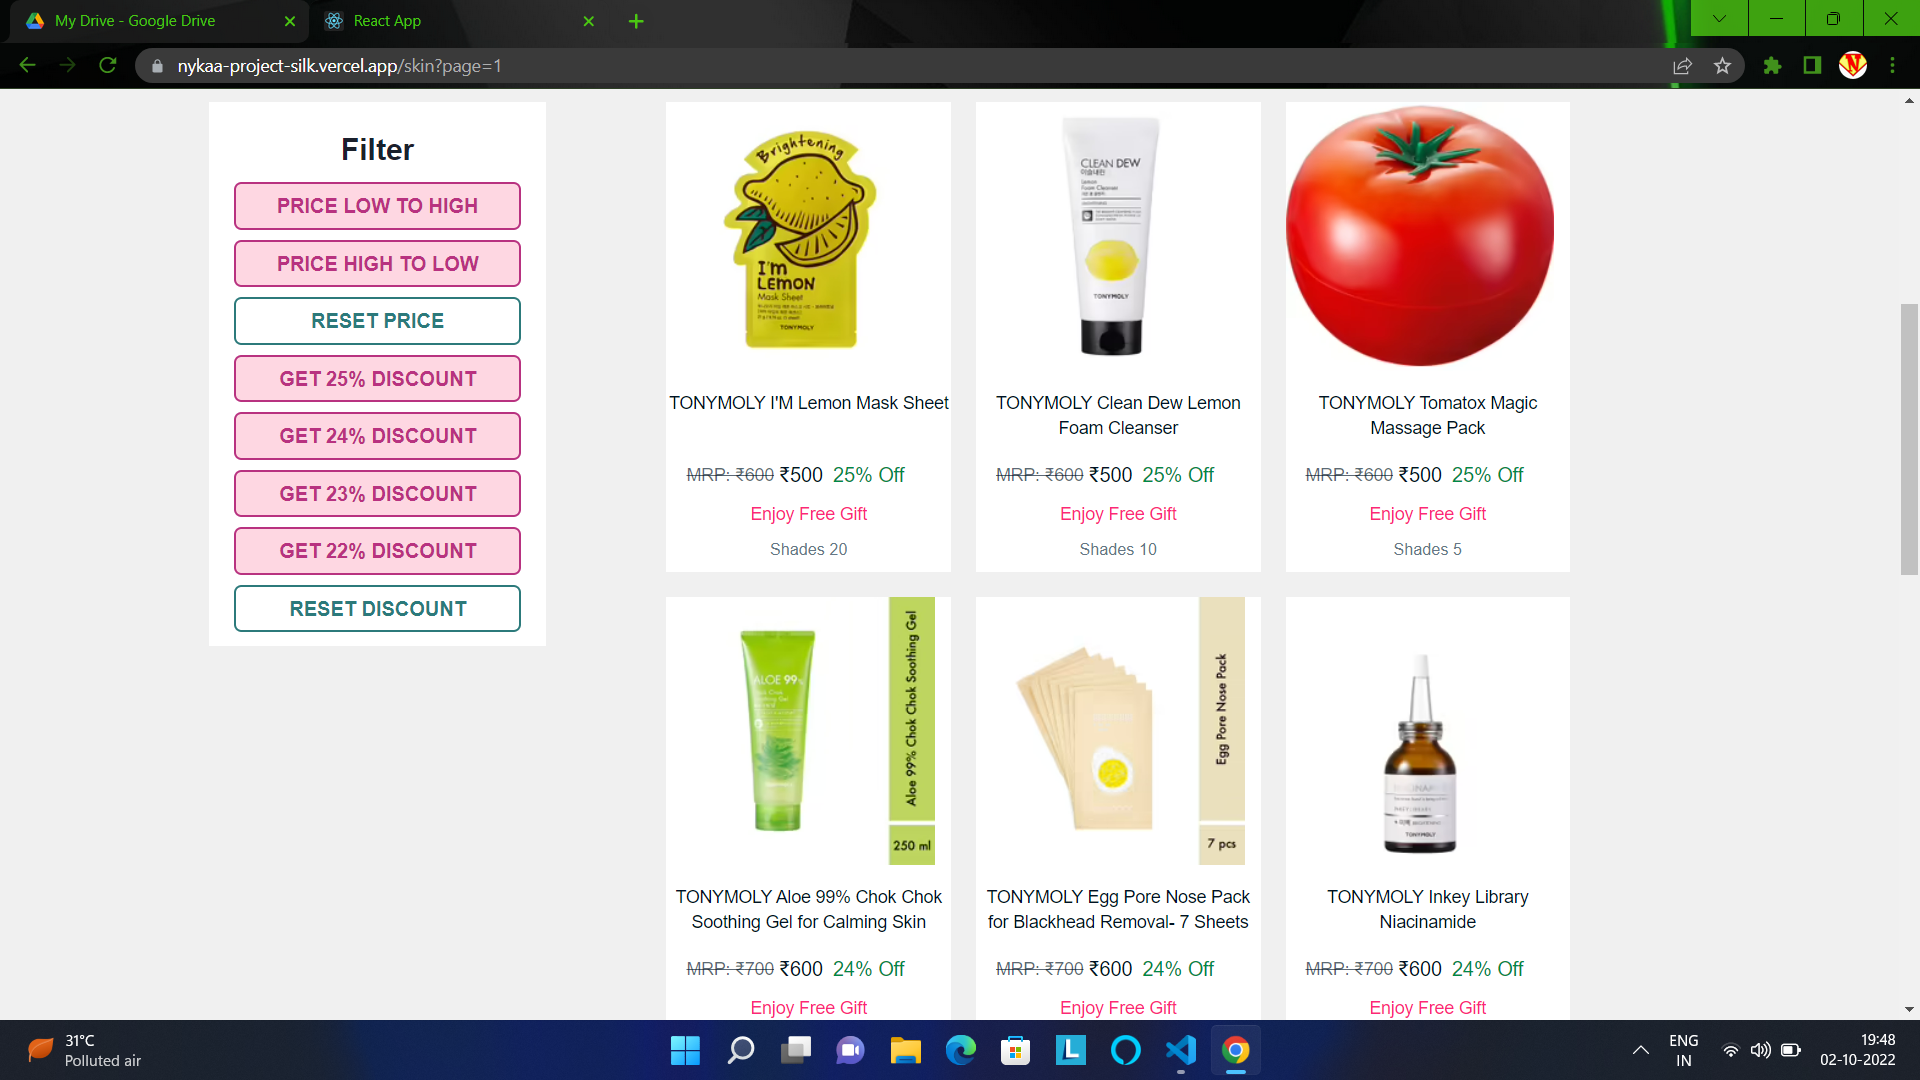 My Drive - Google Drive
React App
nykaa-project-silk.vercel.app/skin?page=1
Filter
PRICE LOW TO HIGH
PRICE HIGH TO LOW
RESET PRICE
GET 25% DISCOUNT
GET 24% DISCOUNT
GET 23% DISCOUNT
GET 22% DISCOUNT
RESET DISCOUNT
Brightening
I'm
LEMON
Mask Sheet
TONYMOLY
CLEAN DEW
이슬내린
Lemon
Foam Cleanser
TONYMOLY
TONYMOLY I'M Lemon Mask Sheet
MRP: ₹600 ₹500 25% Off
Enjoy Free Gift
Shades 20
TONYMOLY Clean Dew Lemon
Foam Cleanser
MRP: ₹600 ₹500 25% Off
Enjoy Free Gift
Shades 10
TONYMOLY Tomatox Magic
Massage Pack
MRP: ₹600 ₹500 25% Off
Enjoy Free Gift
Shades 5
ALOE 99%
Aloe 99% Chok Chok Soothing Gel
250 ml
Egg Pore Nose Pack
7 pcs
TONYMOLY
TONYMOLY Aloe 99% Chok Chok
Soothing Gel for Calming Skin
MRP: ₹700 ₹600 24% Off
Enjoy Free Gift
TONYMOLY Egg Pore Nose Pack
for Blackhead Removal- 7 Sheets
MRP: ₹700 ₹600 24% Off
Enjoy Free Gift
TONYMOLY Inkey Library
Niacinamide
MRP: ₹700 ₹600 24% Off
Enjoy Free Gift
31°C
Polluted air
ENG
IN
19:48
02-10-2022